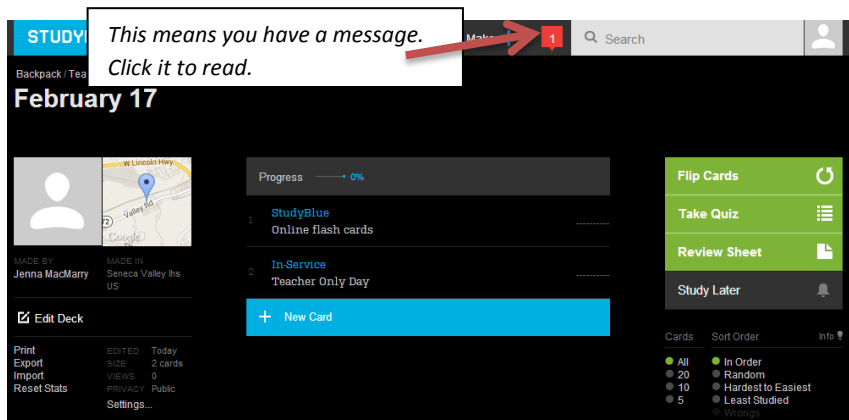 This means you have a message.
Click it to read.
STUDY
1
Search
Backpack / Tea
February 17
W Lincoln Hwy
Valley Rd
Google
Progress 0%
1 StudyBlue
Online flash cards
2 In-Service
Teacher Only Day
+ New Card
Flip Cards
Take Quiz
Review Sheet
Study Later
MADE BY
Jenna MacMarry
MADE IN
Seneca Valley Ihs
US
Edit Deck
Print
Export
Import
Reset Stats
EDITED Today
SIZE 2 cards
VIEWS 0
PRIVACY Public
Settings...
Cards
All
20
10
5
Sort Order
In Order
Random
Hardest to Easiest
Least Studied
Wrongs
Info